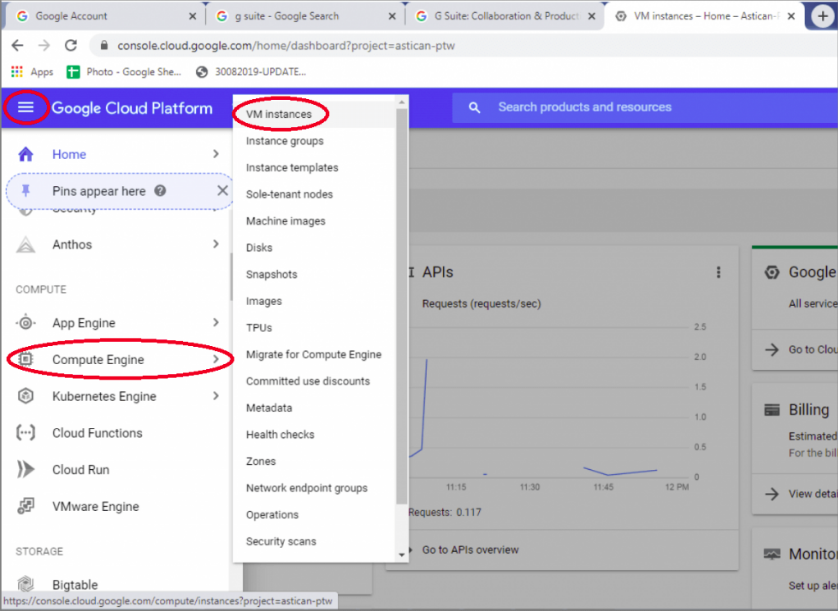 Google Account
g suite - Google Search
G Suite: Collaboration & Product
VM instances – Home – Astican-P
console.cloud.google.com/home/dashboard?project=astican-ptw
Apps
Photo - Google She...
30082019-UPDATE...
Google Cloud Platform
Search products and resources
Home
Pins appear here
Security
Anthos
COMPUTE
App Engine
Compute Engine
Kubernetes Engine
Cloud Functions
Cloud Run
VMware Engine
STORAGE
Bigtable
https://console.cloud.google.com/compute/instances?project=astican-ptw
VM instances
Instance groups
Instance templates
Sole-tenant nodes
Machine images
Disks
Snapshots
Images
TPUs
Migrate for Compute Engine
Committed use discounts
Metadata
Health checks
Zones
Network endpoint groups
Operations
Security scans
APIs
Requests (requests/sec)
2.5
2.0
1.5
1.0
0.5
0
11:15
11:30
11:45
12 PM
Requests: 0.117
Go to APIs overview
Google
All service
Go to Clou
Billing
Estimated
For the bil
View detai
Monito
Set up aler